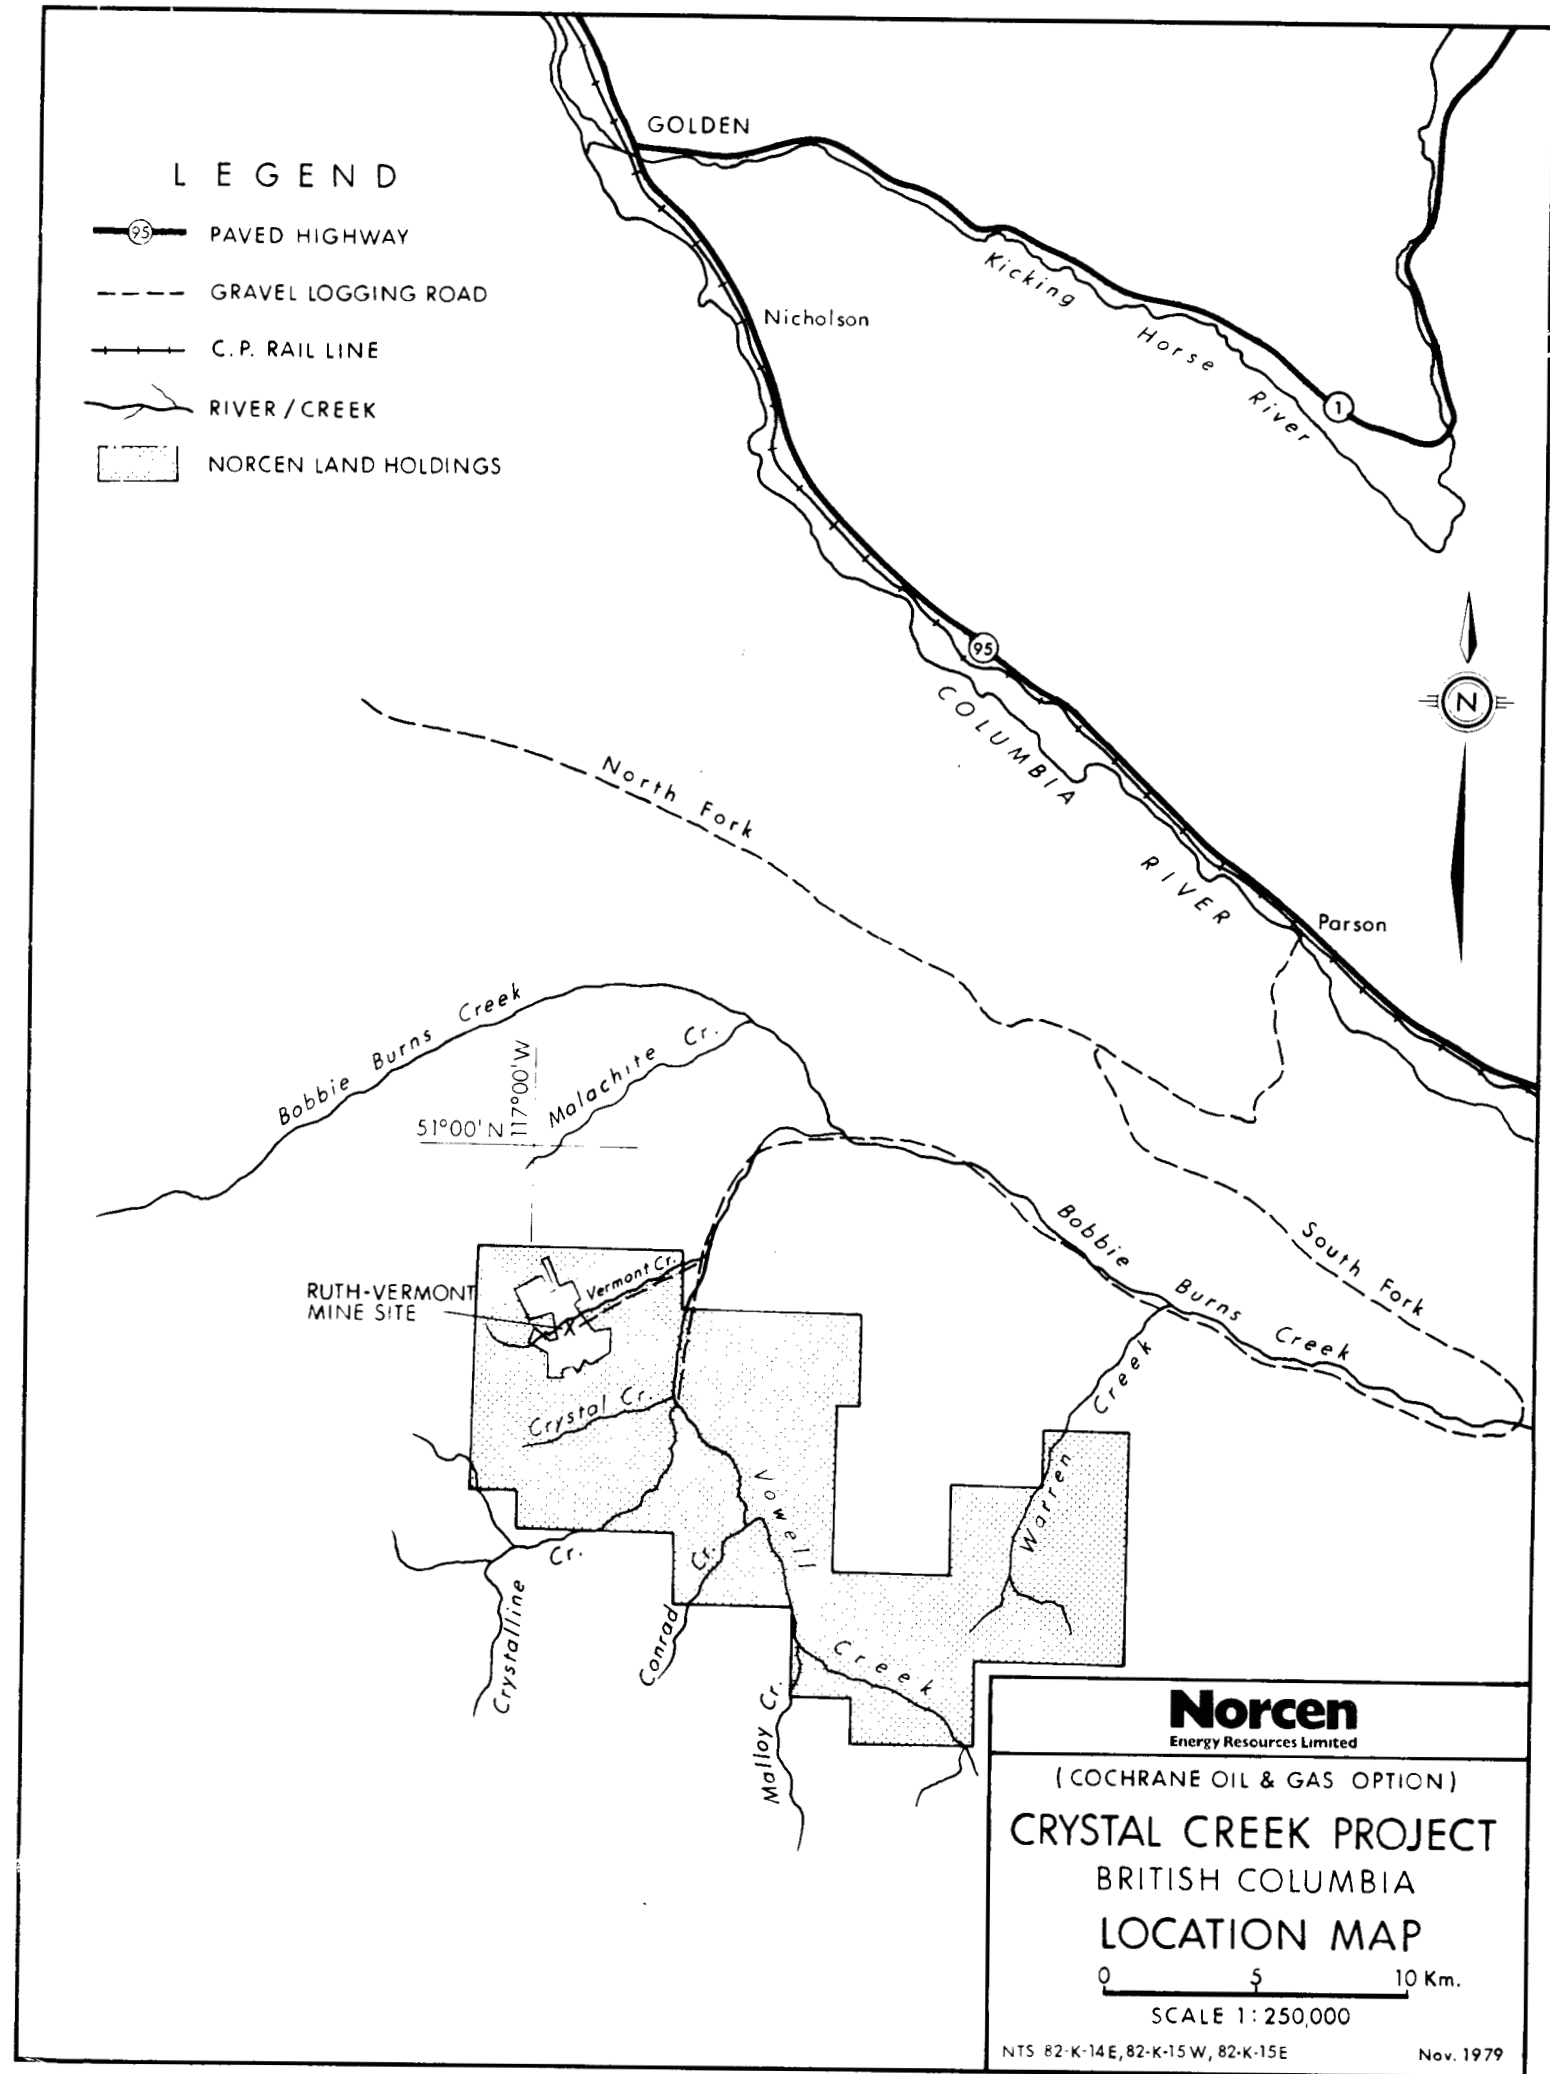 GOLDEN
LEGEND
95 PAVED HIGHWAY
GRAVEL LOGGING ROAD
C.P. RAIL LINE
RIVER / CREEK
NORCEN LAND HOLDINGS
Kicking Horse River
Nicholson
1
95
N
COLUMBIA RIVER
North Fork
Parson
Bobbie Burns Creek
Malachite Cr.
117°00'W
51°00'N
Bobbie Burns Creek
South Fork
RUTH-VERMONT
MINE SITE
X
Vermont Cr.
Crystal Cr.
Warren Creek
Vowell Creek
Crystalline Cr.
Conrad Cr.
Malloy Cr.
Norcen
Energy Resources Limited
(COCHRANE OIL & GAS OPTION)
CRYSTAL CREEK PROJECT
BRITISH COLUMBIA
LOCATION MAP
0 5 10 Km.
SCALE 1:250,000
NTS 82-K-14E, 82-K-15W, 82-K-15E Nov. 1979